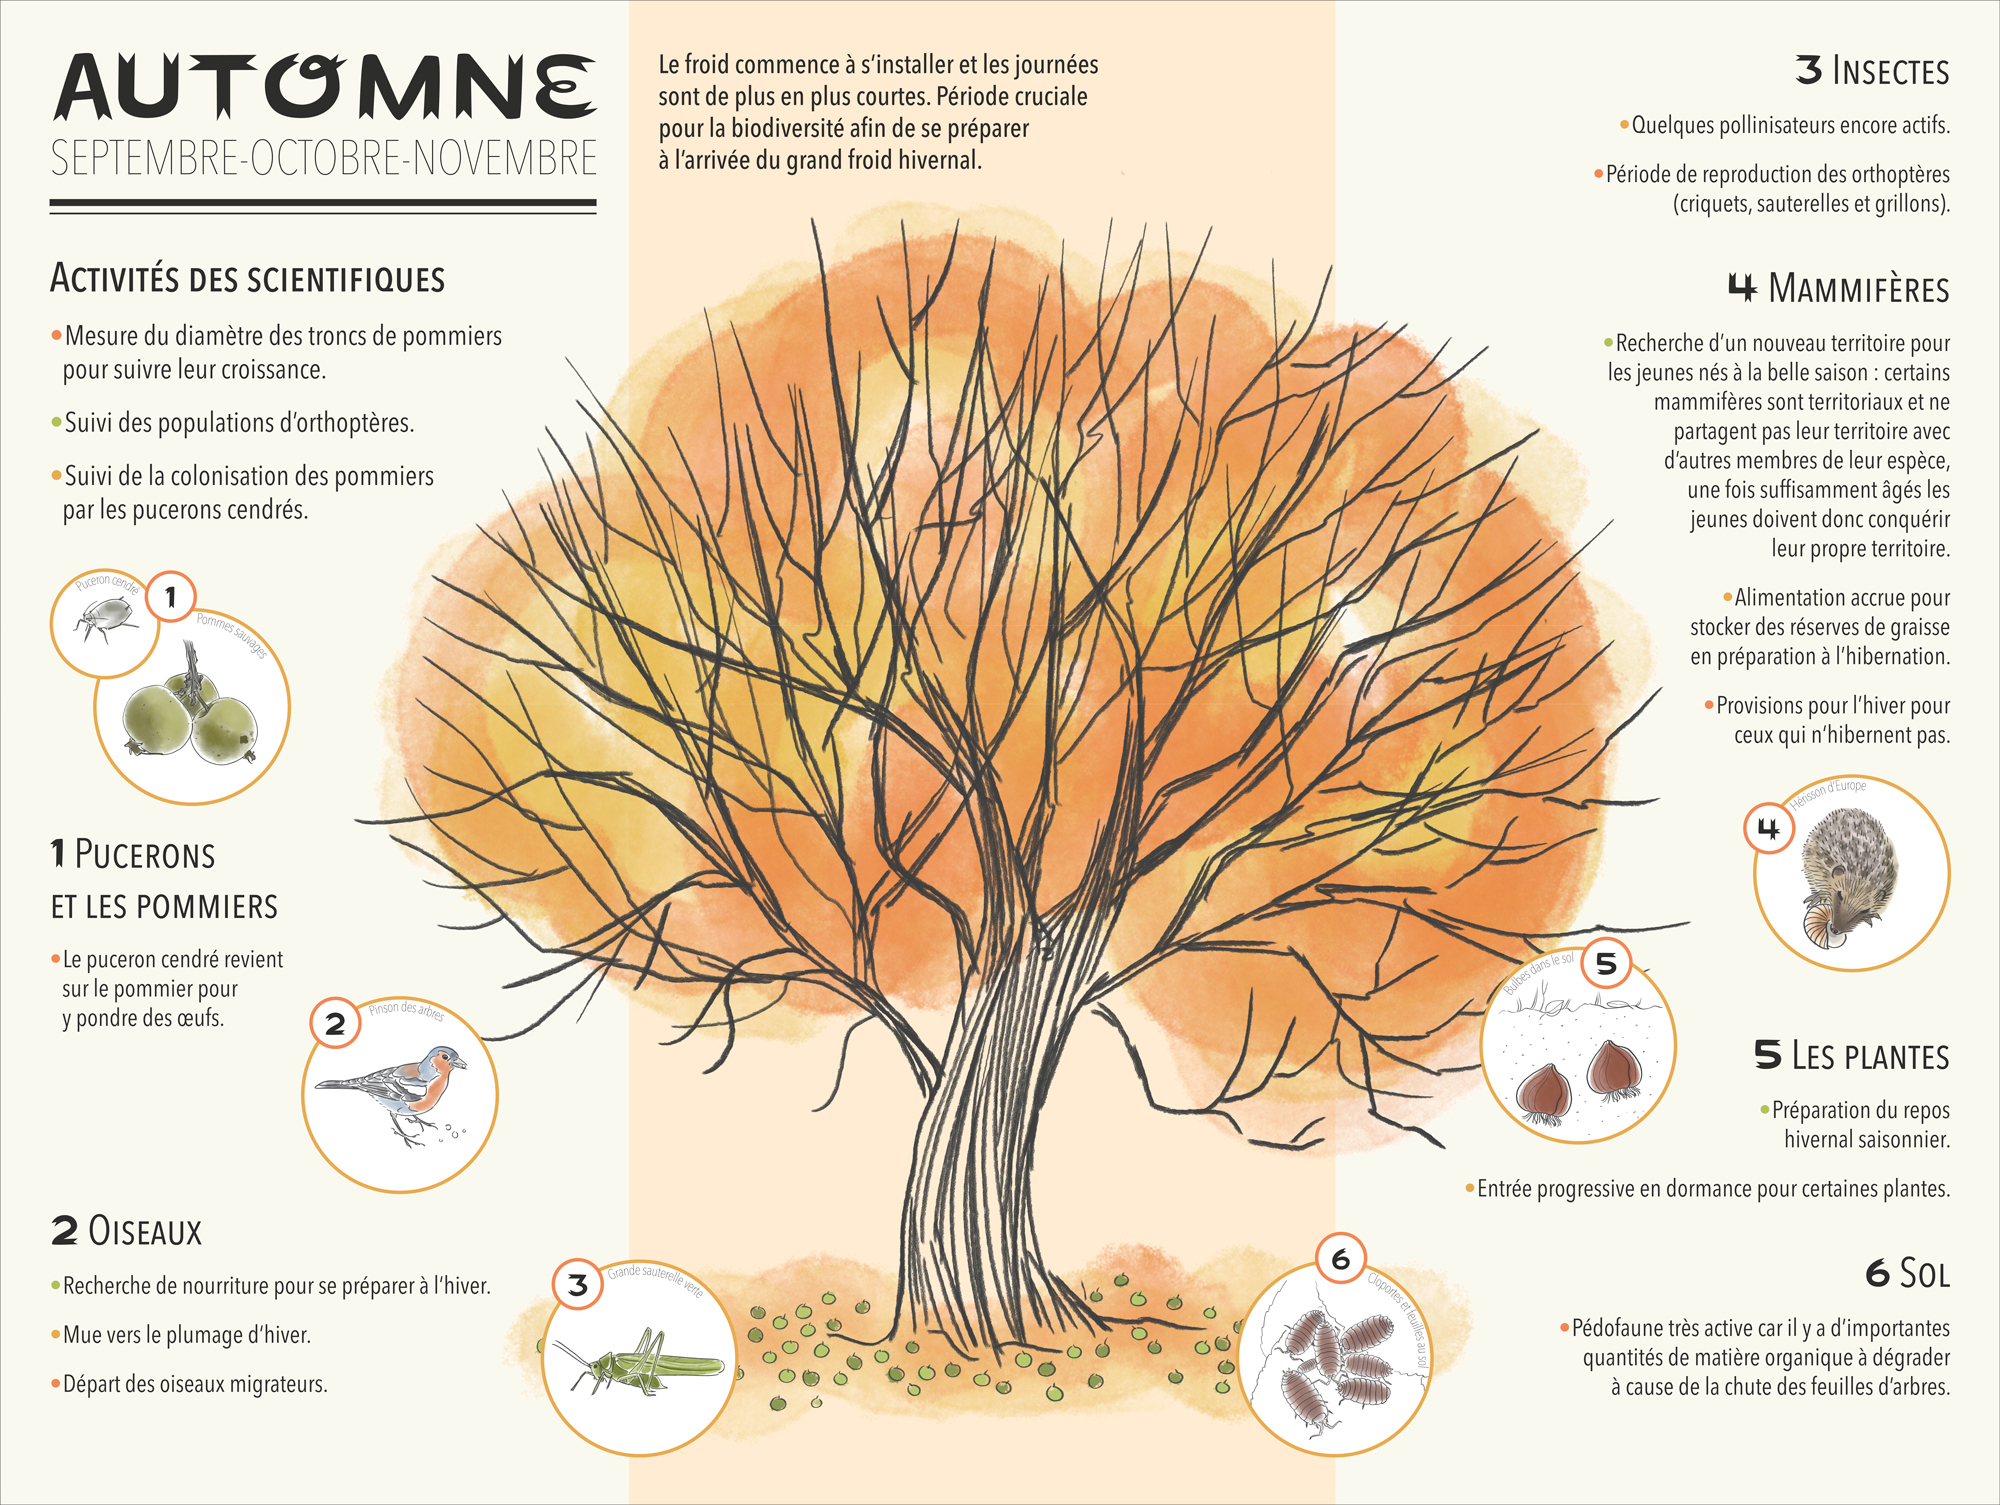 AUTOMNE
SEPTEMBRE-OCTOBRE-NOVEMBRE
Le froid commence à s'installer et les journées
sont de plus en plus courtes. Période cruciale
pour la biodiversité afin de se préparer
à l'arrivée du grand froid hivernal.
ACTIVITÉS DES SCIENTIFIQUES
•Mesure du diamètre des troncs de pommiers
pour suivre leur croissance.
•Suivi des populations d'orthoptères.
•Suivi de la colonisation des pommiers
par les pucerons cendrés.
Puceron cendré
1
Pommes sauvages
1 PUCERONS
ET LES POMMIERS
•Le puceron cendré revient
sur le pommier pour
y pondre des œufs.
2
Pinson des arbres
2 OISEAUX
•Recherche de nourriture pour se préparer à l'hiver.
•Mue vers le plumage d'hiver.
•Départ des oiseaux migrateurs.
3
Grande sauterelle verte
3 INSECTES
•Quelques pollinisateurs encore actifs.
•Période de reproduction des orthoptères
(criquets, sauterelles et grillons).
4 MAMMIFÈRES
•Recherche d'un nouveau territoire pour
les jeunes nés à la belle saison : certains
mammifères sont territoriaux et ne
partagent pas leur territoire avec
d'autres membres de leur espèce,
une fois suffisamment âgés les
jeunes doivent donc conquérir
leur propre territoire.
•Alimentation accrue pour
stocker des réserves de graisse
en préparation à l'hibernation.
•Provisions pour l'hiver pour
ceux qui n'hibernent pas.
4
Hérisson d'Europe
5
Bulbes dans le sol
5 LES PLANTES
•Préparation du repos
hivernal saisonnier.
•Entrée progressive en dormance pour certaines plantes.
6
Cloportes et feuilles au sol
6 SOL
•Pédofaune très active car il y a d'importantes
quantités de matière organique à dégrader
à cause de la chute des feuilles d'arbres.